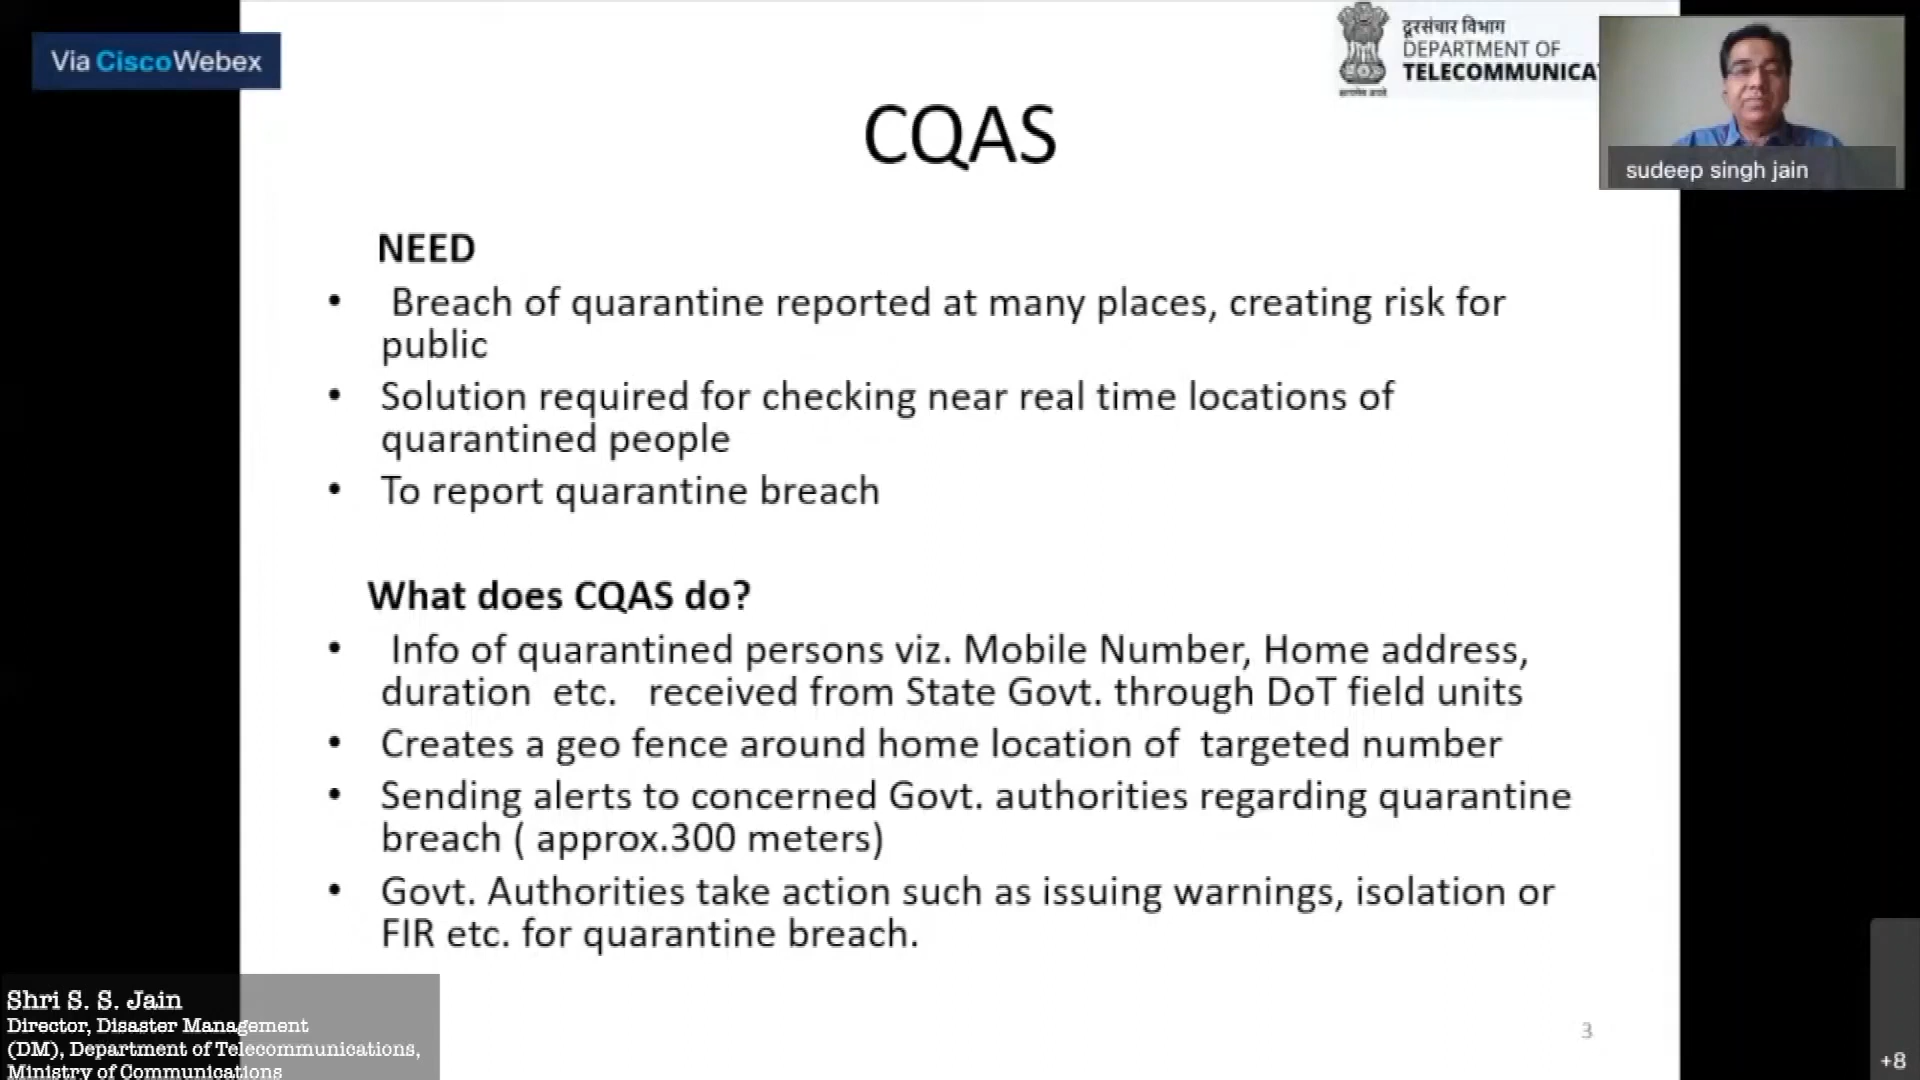 Via CiscoWebex
दूरसंचार विभाग
DEPARTMENT OF
TELECOMMUNICA
sudeep singh jain
CQAS
NEED
• Breach of quarantine reported at many places, creating risk for
public
• Solution required for checking near real time locations of
quarantined people
• To report quarantine breach
What does CQAS do?
• Info of quarantined persons viz. Mobile Number, Home address,
duration etc. received from State Govt. through DoT field units
• Creates a geo fence around home location of targeted number
• Sending alerts to concerned Govt. authorities regarding quarantine
breach ( approx.300 meters)
• Govt. Authorities take action such as issuing warnings, isolation or
FIR etc. for quarantine breach.
Shri S. S. Jain
Director, Disaster Management
(DM), Department of Telecommunications,
Ministry of Communications
3
+8